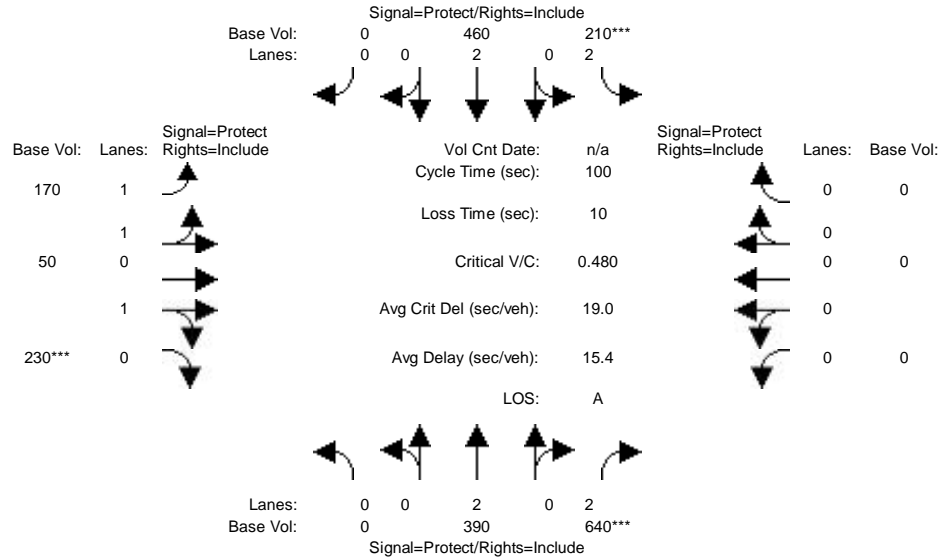 Signal=Protect/Rights=Include
Base Vol: 0 460 210***
Lanes: 0 0 2 0 2
Signal=Protect Signal=Protect
Base Vol: Lanes: Rights=Include Vol Cnt Date: n/a Rights=Include Lanes: Base Vol:
Cycle Time (sec): 100
170 1 0 0
Loss Time (sec): 10
1 0
50 0 Critical V/C: 0.480 0 0
1 Avg Crit Del (sec/veh): 19.0 0
230*** 0 Avg Delay (sec/veh): 15.4 0 0
LOS: A
Lanes: 0 0 2 0 2
Base Vol: 0 390 640***
Signal=Protect/Rights=Include